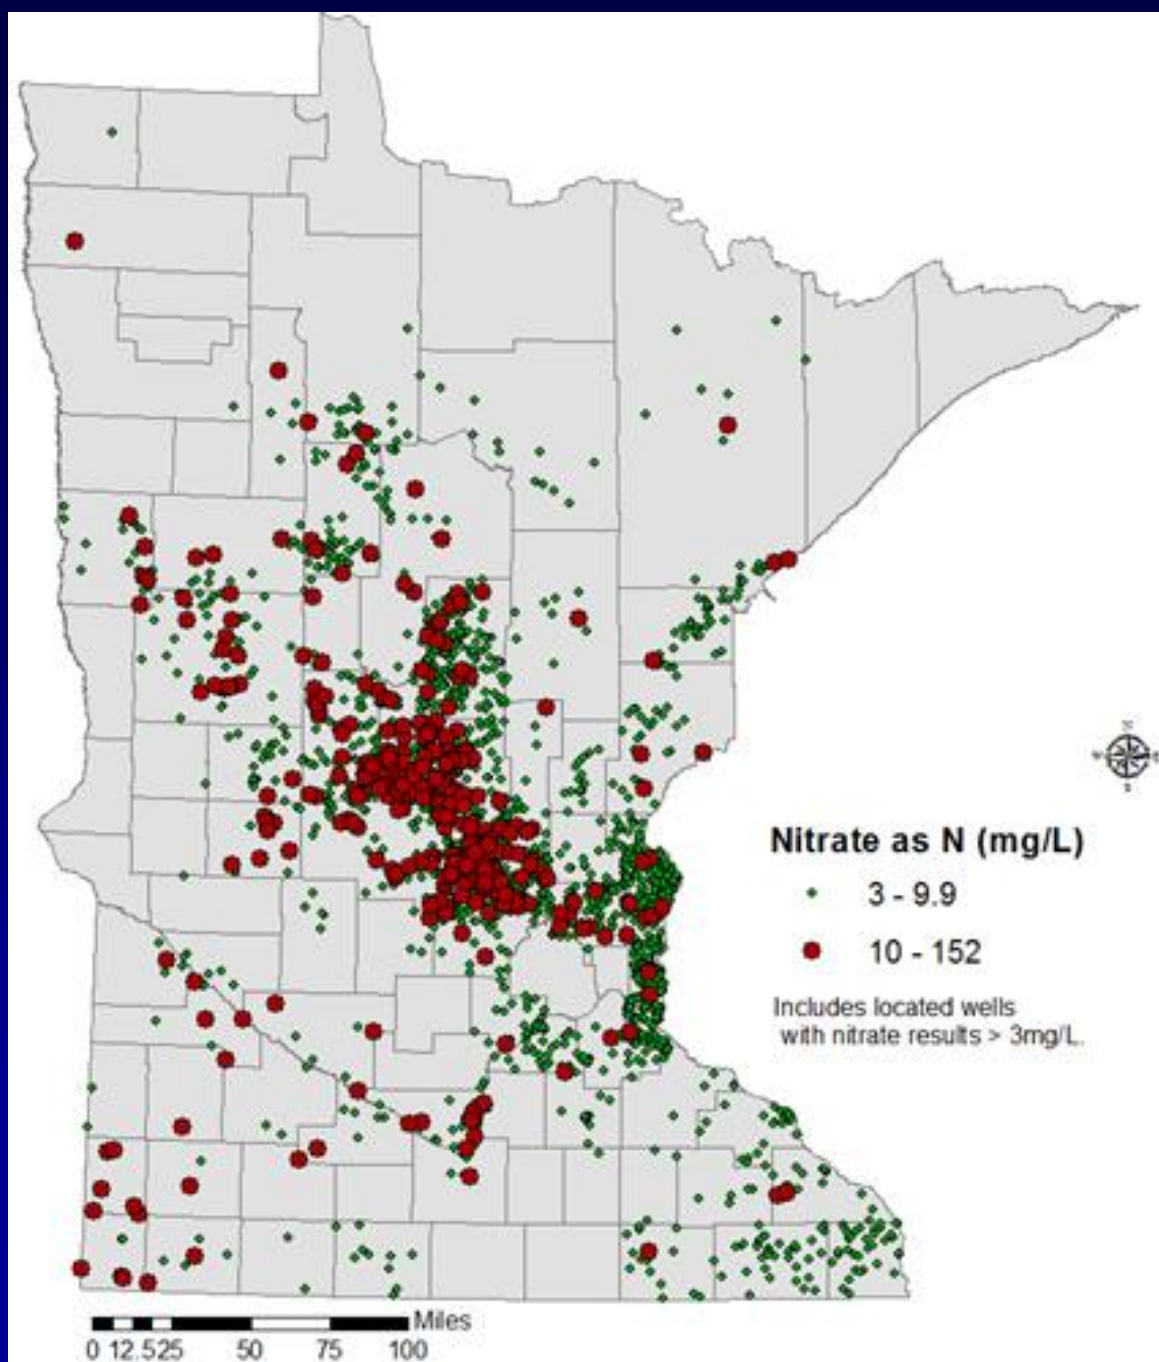 Nitrate as N (mg/L)
3 - 9.9
10 - 152
Includes located wells
with nitrate results > 3mg/L.
Miles
0 12.525 50 75 100